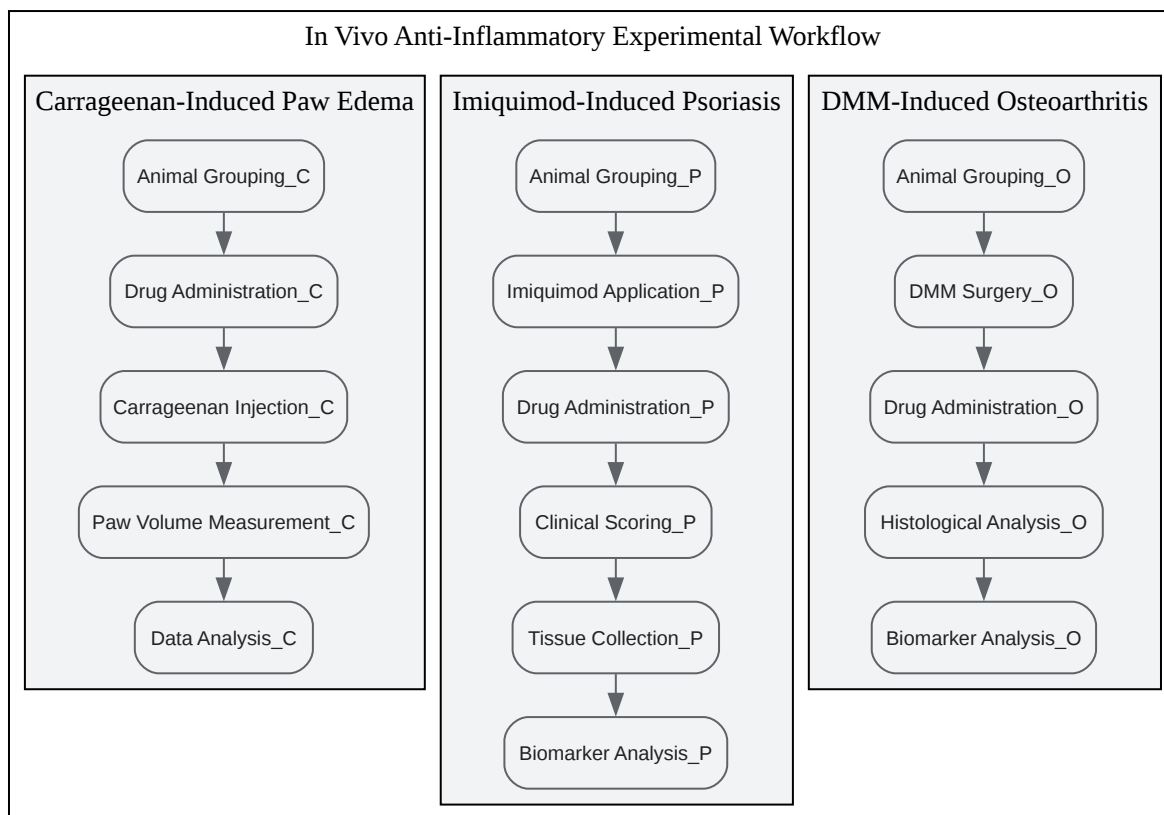 In Vivo Anti-Inflammatory Experimental Workflow
Carrageenan-Induced Paw Edema
Animal Grouping_C
Drug Administration_C
Carrageenan Injection_C
Paw Volume Measurement_C
Data Analysis_C
Imiquimod-Induced Psoriasis
Animal Grouping_P
Imiquimod Application_P
Drug Administration_P
Clinical Scoring_P
Tissue Collection_P
Biomarker Analysis_P
DMM-Induced Osteoarthritis
Animal Grouping_O
DMM Surgery_O
Drug Administration_O
Histological Analysis_O
Biomarker Analysis_O